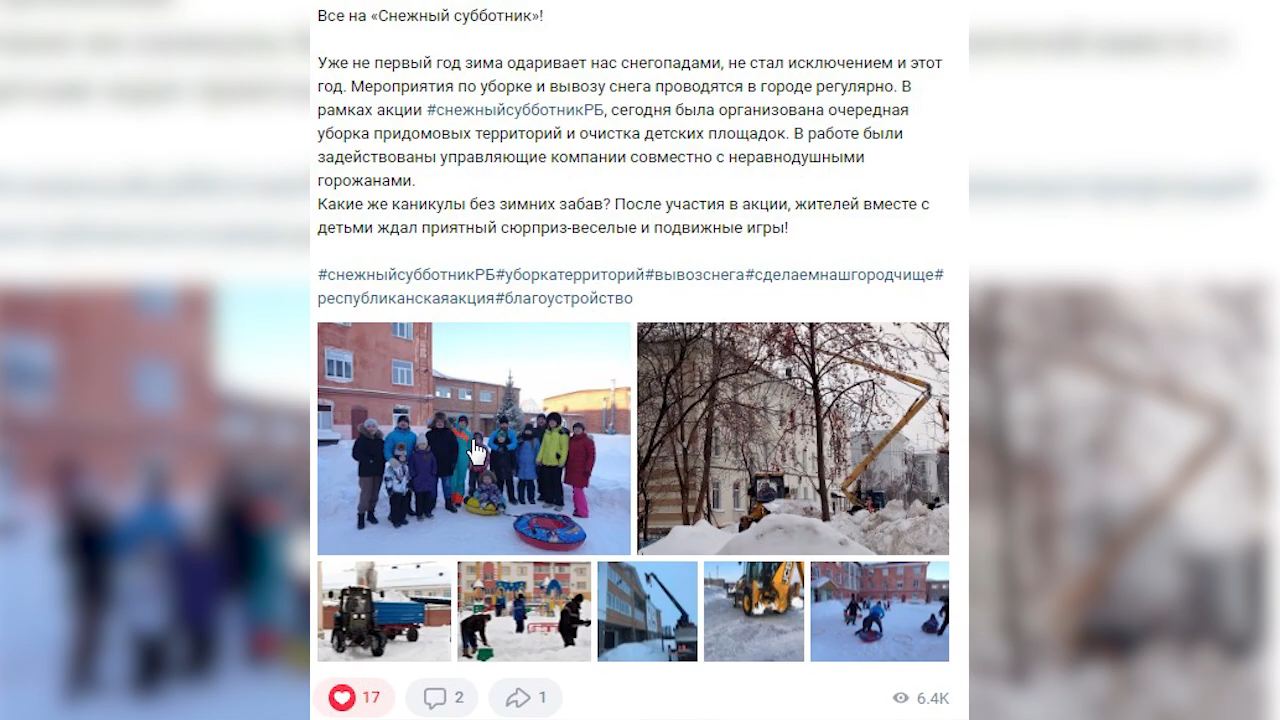 Все на «Снежный субботник»!
Уже не первый год зима одаривает нас снегопадами, не стал исключением и этот
год. Мероприятия по уборке и вывозу снега проводятся в городе регулярно. В
рамках акции #снежныйсубботникРБ, сегодня была организована очередная
уборка придомовых территорий и очистка детских площадок. В работе были
задействованы управляющие компании совместно с неравнодушными
горожанами.
Какие же каникулы без зимних забав? После участия в акции, жителей вместе с
детьми ждал приятный сюрприз-веселые и подвижные игры!
#снежныйсубботникРБ#уборкатерриторий#вывозснега#сделаемнашгородчище#
республиканскаяакция#благоустройство
17 2 1 6.4K